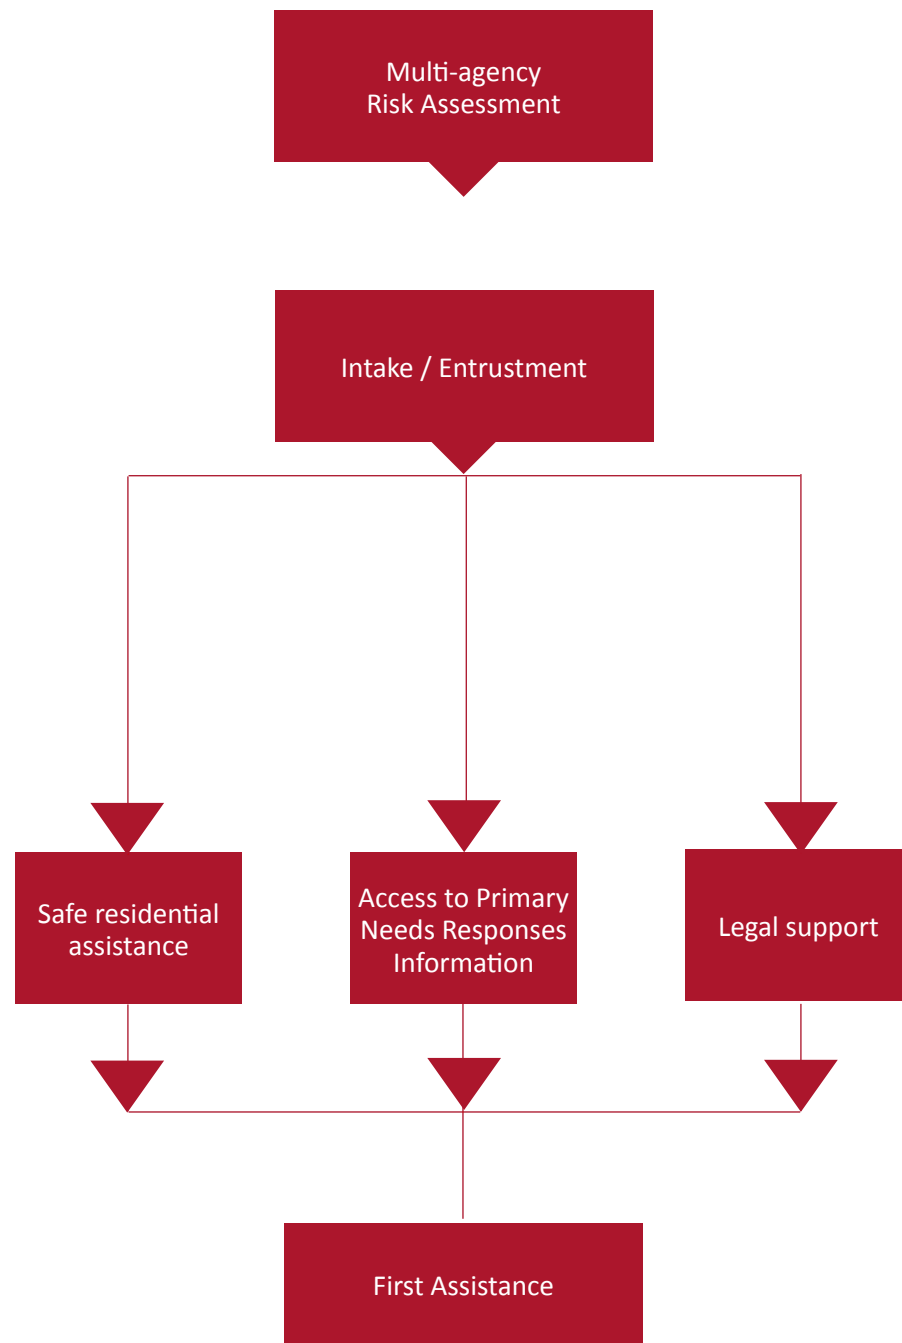 Multi-agency
Risk Assessment
Intake / Entrustment
Safe residential
assistance
Access to Primary
Needs Responses
Information
Legal support
First Assistance